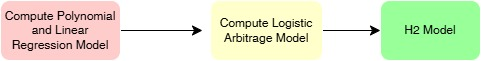 Compute Polynomial
and Linear
Regression Model
Compute Logistic
Arbitrage Model
H2 Model